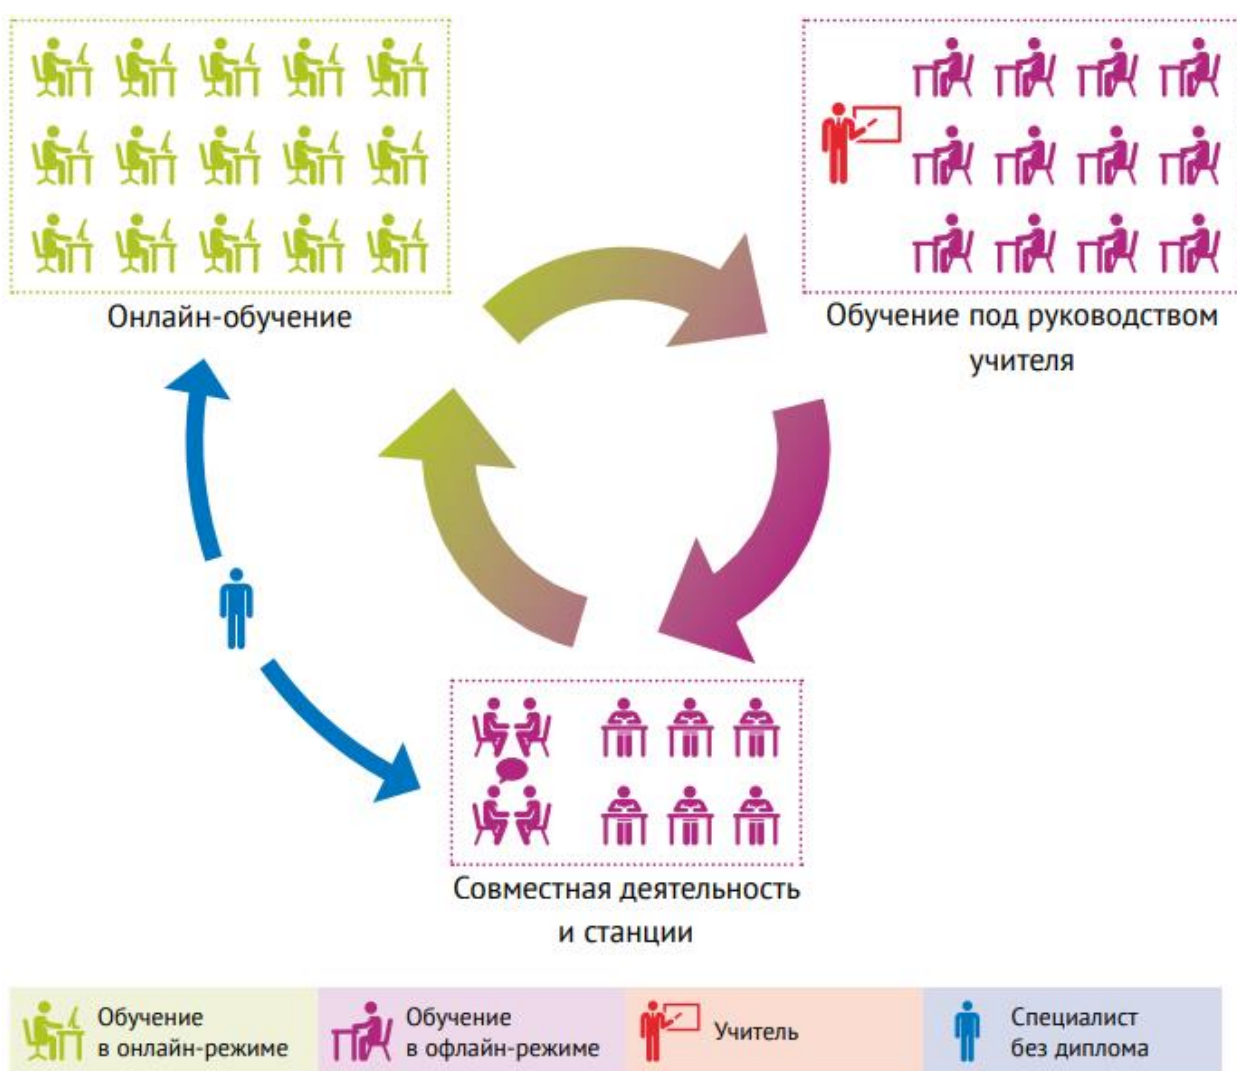 Онлайн-обучение
Обучение под руководством
учителя
Совместная деятельность
и станции
Обучение
в онлайн-режиме
Обучение
в офлайн-режиме
Учитель
Специалист
без диплома